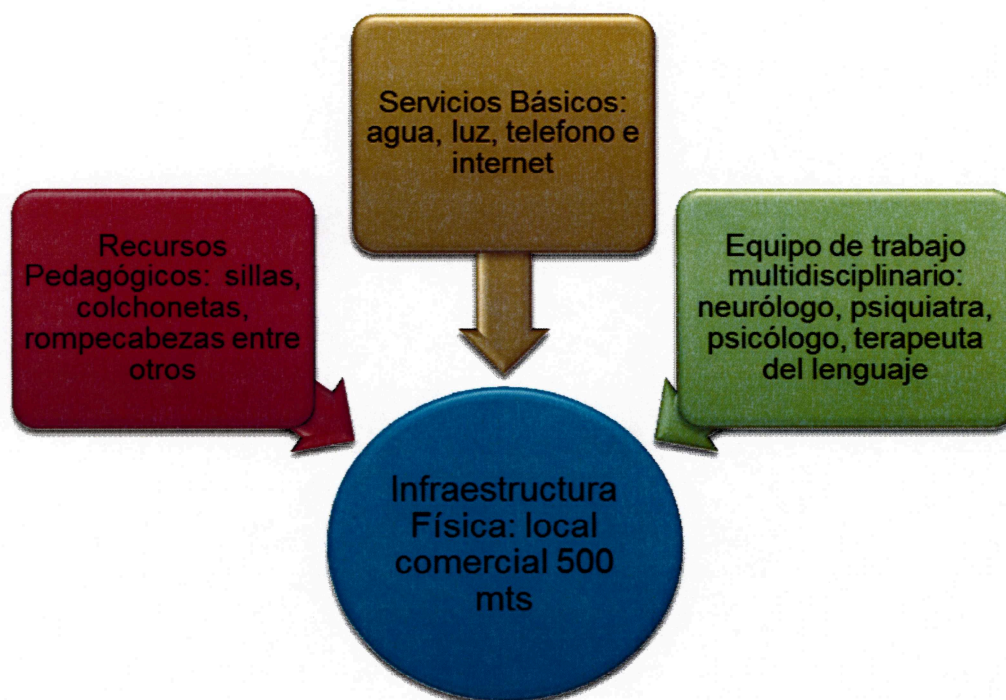 Servicios Básicos:
agua, luz, telefono e
internet
Recursos
Pedagógicos: sillas,
colchonetas,
rompecabezas entre
otros
Equipo de trabajo
multidisciplinario:
neurólogo, psiquiatra,
psicólogo, terapeuta
del lenguaje
Infraestructura
Física: local
comercial 500
mts